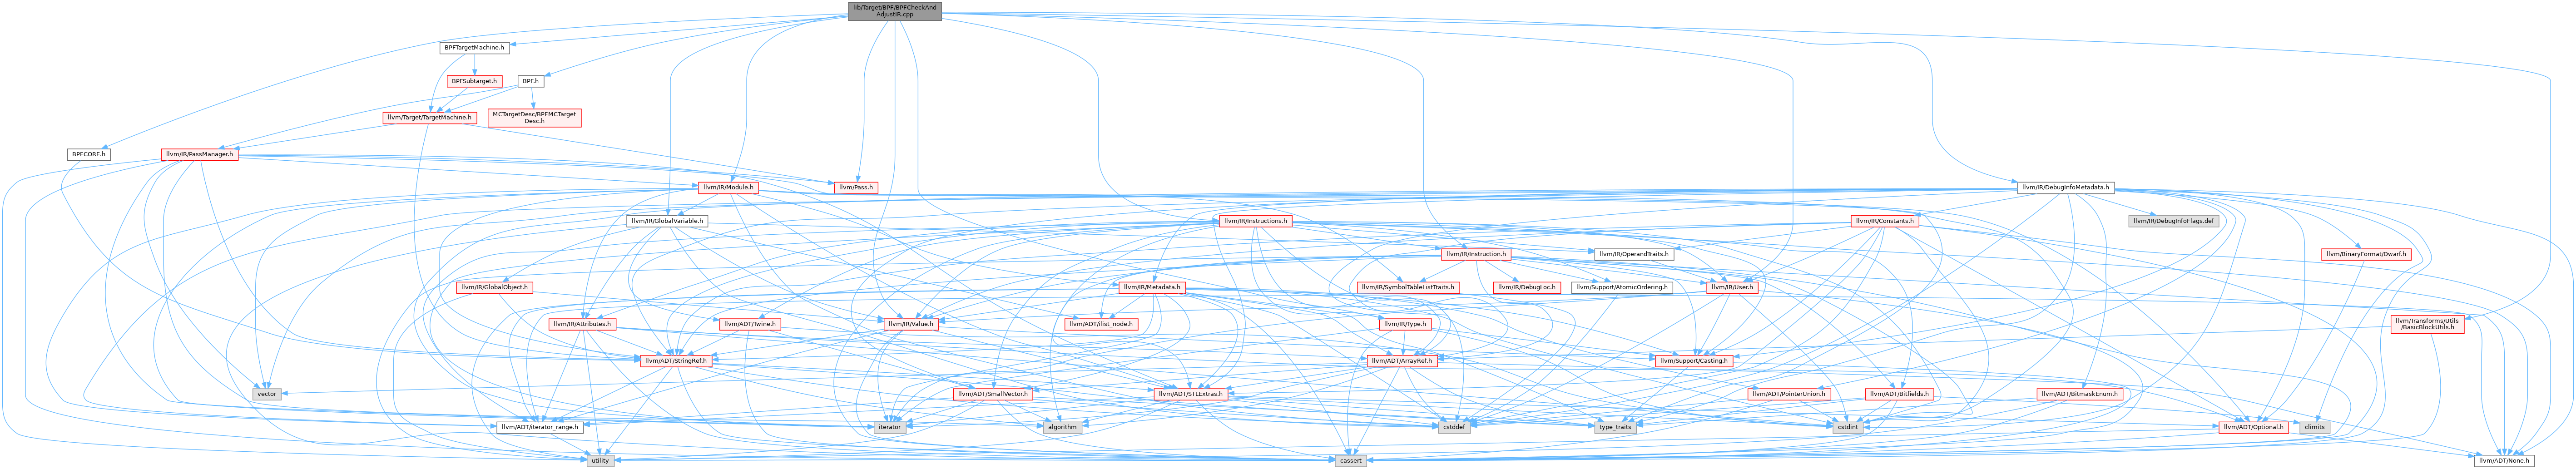 lib/Target/BPF/BPFCheckAnd
AdjustIR.cpp
BPFTargetMachine.h
BPFSubtarget.h
BPF.h
llvm/Target/TargetMachine.h
MCTargetDesc/BPFMCTarget
Desc.h
BPFCORE.h
llvm/IR/PassManager.h
llvm/IR/Module.h
llvm/Pass.h
llvm/IR/DebugInfoMetadata.h
llvm/IR/GlobalVariable.h
llvm/IR/Instructions.h
llvm/IR/Constants.h
llvm/IR/DebugInfoFlags.def
llvm/IR/Instruction.h
llvm/IR/OperandTraits.h
llvm/BinaryFormat/Dwarf.h
llvm/IR/GlobalObject.h
llvm/IR/Metadata.h
llvm/IR/SymbolTableListTraits.h
llvm/IR/DebugLoc.h
llvm/Support/AtomicOrdering.h
llvm/IR/User.h
llvm/IR/Attributes.h
llvm/ADT/Twine.h
llvm/IR/Value.h
llvm/ADT/ilist_node.h
llvm/IR/Type.h
llvm/Transforms/Utils
/BasicBlockUtils.h
llvm/ADT/StringRef.h
llvm/ADT/ArrayRef.h
llvm/Support/Casting.h
vector
llvm/ADT/SmallVector.h
llvm/ADT/STLExtras.h
llvm/ADT/PointerUnion.h
llvm/ADT/Bitfields.h
llvm/ADT/BitmaskEnum.h
llvm/ADT/iterator_range.h
iterator
algorithm
cstddef
type_traits
cstdint
llvm/ADT/Optional.h
climits
utility
cassert
llvm/ADT/None.h